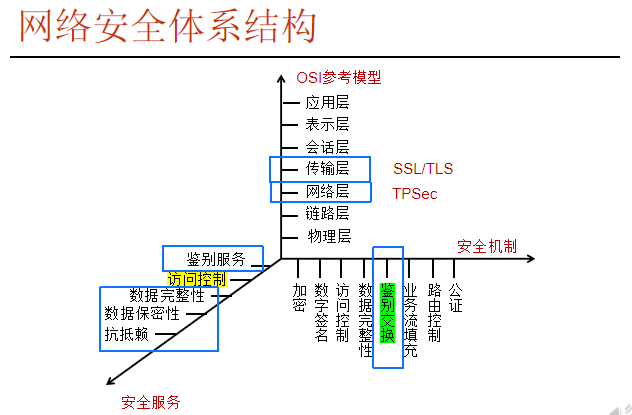 网络安全体系结构
OSI参考模型
应用层
表示层
会话层
传输层 SSL/TLS
网络层 TPSec
链路层
物理层
安全机制
鉴别服务
访问控制
数据完整性
数据保密性
抗抵赖
安全服务
加密
数字签名
访问控制
数据完整性
鉴别交换
业务流填充
路由控制
公证